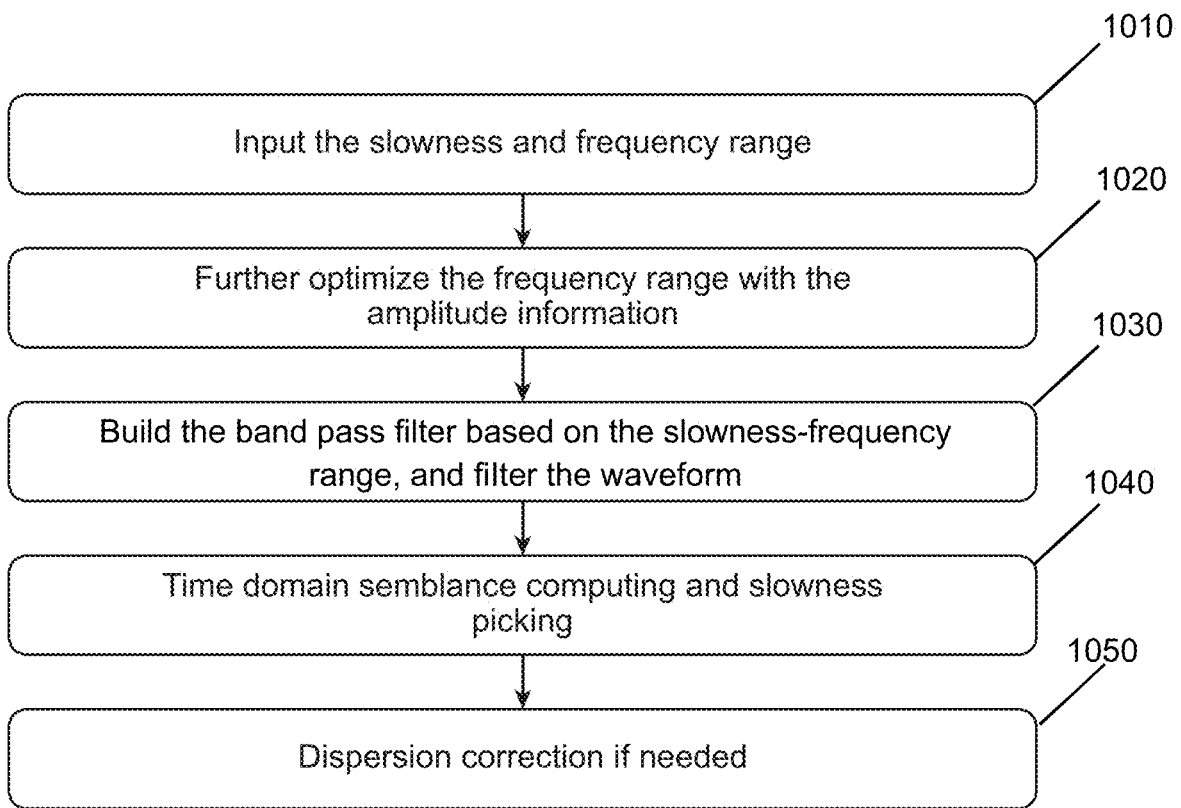 1010
Input the slowness and frequency range
1020
Further optimize the frequency range with the
amplitude information
1030
Build the band pass filter based on the slowness-frequency
range, and filter the waveform
1040
Time domain semblance computing and slowness
picking
1050
Dispersion correction if needed